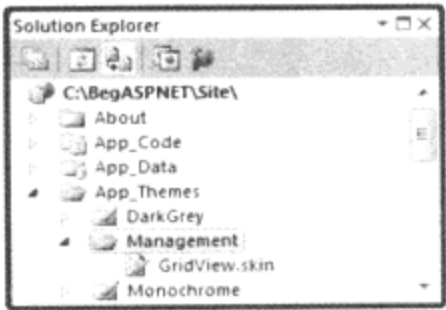 Solution Explorer
C:\BegASPNET\Site\
About
App_Code
App_Data
App_Themes
DarkGrey
Management
GridView.skin
Monochrome